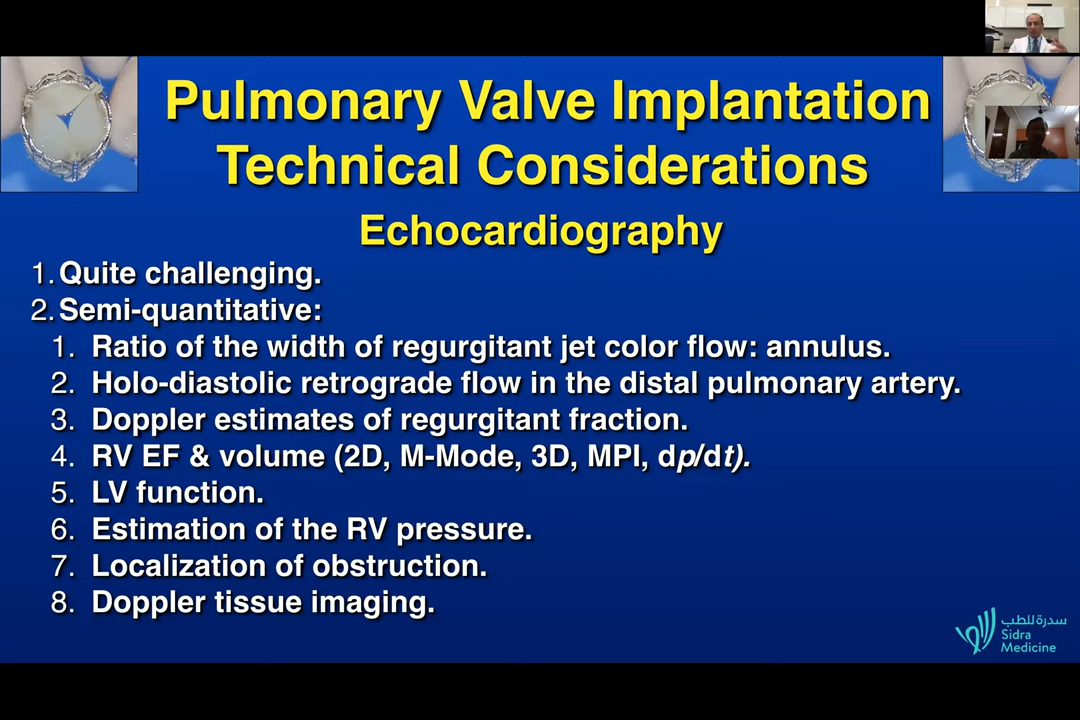 Pulmonary Valve Implantation
Technical Considerations
Echocardiography
1. Quite challenging.
2. Semi-quantitative:
1. Ratio of the width of regurgitant jet color flow: annulus.
2. Holo-diastolic retrograde flow in the distal pulmonary artery.
3. Doppler estimates of regurgitant fraction.
4. RV EF & volume (2D, M-Mode, 3D, MPI, dp/dt).
5. LV function.
6. Estimation of the RV pressure.
7. Localization of obstruction.
8. Doppler tissue imaging.
سدرة للطب
Sidra
Medicine